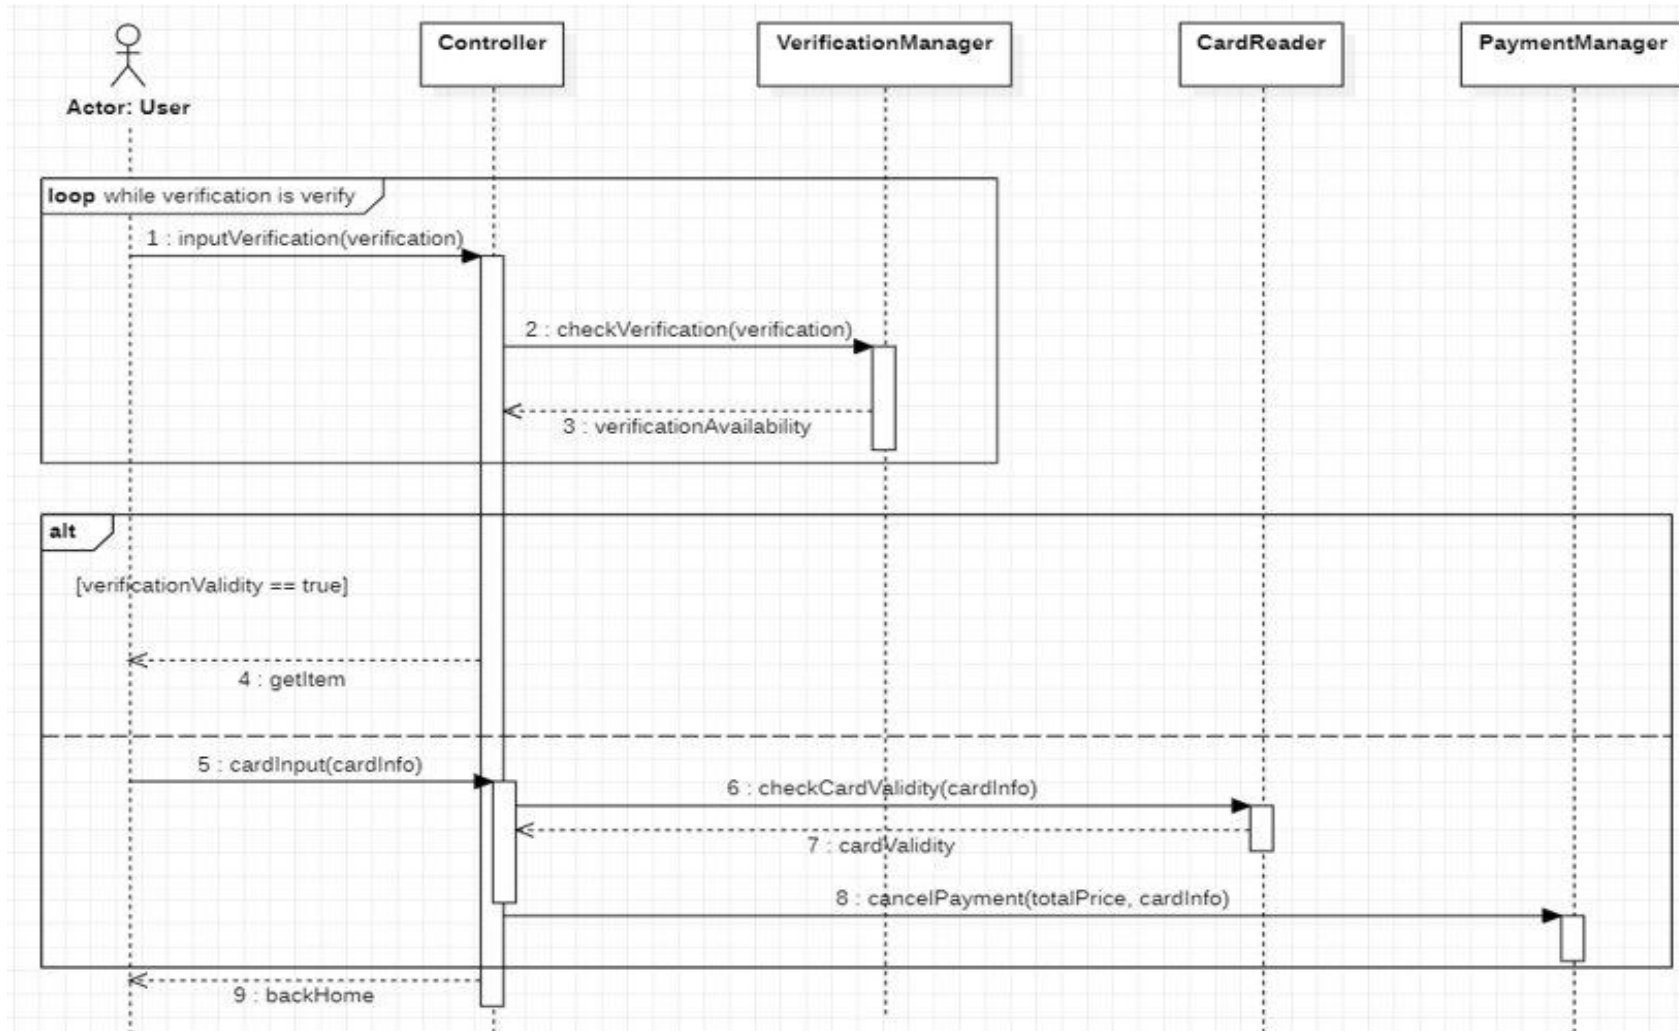 Controller
VerificationManager
CardReader
PaymentManager
Actor: User
loop while verification is verify
1 : inputVerification(verification)
2 : checkVerification(verification)
3 : verificationAvailability
alt
[verificationValidity == true]
4 : getItem
5 : cardInput(cardInfo)
6 : checkCardValidity(cardInfo)
7 : cardValidity
8 : cancelPayment(totalPrice, cardInfo)
9 : backHome